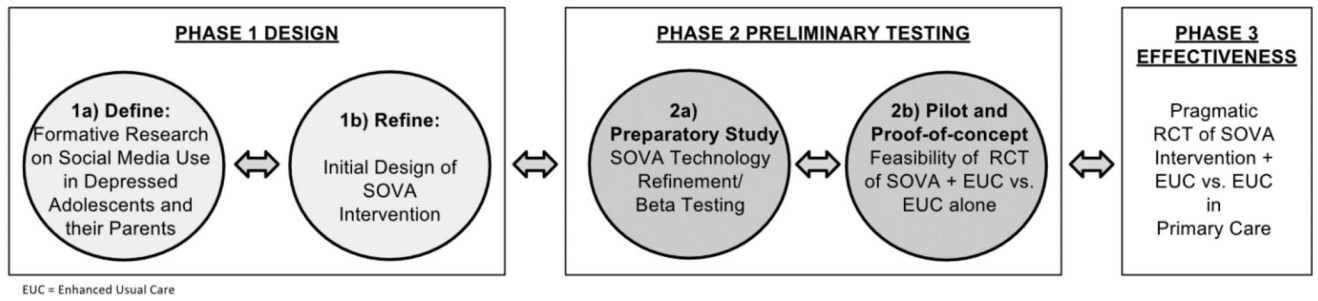 PHASE 1 DESIGN
1a) Define:
Formative Research
on Social Media Use
in Depressed
Adolescents and
their Parents
1b) Refine:
Initial Design of
SOVA
Intervention
PHASE 2 PRELIMINARY TESTING
2a)
Preparatory Study
SOVA Technology
Refinement/
Beta Testing
2b) Pilot and
Proof-of-concept
Feasibility of RCT
of SOVA + EUC vs.
EUC alone
PHASE 3
EFFECTIVENESS
Pragmatic
RCT of SOVA
Intervention +
EUC vs. EUC
in
Primary Care
EUC = Enhanced Usual Care